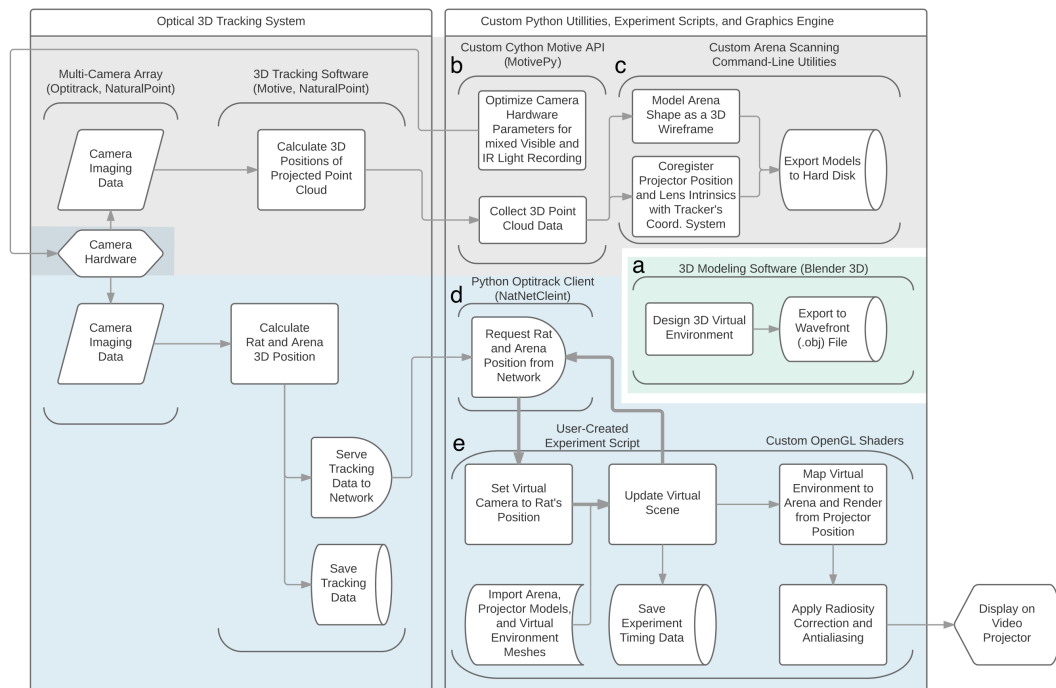 Optical 3D Tracking System
Custom Python Utillities, Experiment Scripts, and Graphics Engine
Multi-Camera Array
(Optitrack, NaturalPoint)
3D Tracking Software
(Motive, NaturalPoint)
b
Custom Cython Motive API
(MotivePy)
c
Custom Arena Scanning
Command-Line Utilities
Camera
Imaging
Data
Calculate 3D
Positions of
Projected Point
Cloud
Optimize Camera
Hardware
Parameters for
mixed Visible and
IR Light Recording
Collect 3D Point
Cloud Data
Model Arena
Shape as a 3D
Wireframe
Coregister
Projector Position
and Lens Intrinsics
with Tracker's
Coord. System
Export Models
to Hard Disk
Camera
Hardware
a
3D Modeling Software (Blender 3D)
Design 3D Virtual
Environment
Export to
Wavefront
(.obj) File
d
Python Optitrack Client
(NatNetCleint)
Camera
Imaging
Data
Calculate
Rat and Arena
3D Position
Request Rat
and Arena
Position from
Network
Serve
Tracking
Data to
Network
Save
Tracking
Data
e
User-Created
Experiment Script
Custom OpenGL Shaders
Set Virtual
Camera to Rat's
Position
Update Virtual
Scene
Map Virtual
Environment to
Arena and Render
from Projector
Position
Import Arena,
Projector Models,
and Virtual
Environment
Meshes
Save
Experiment
Timing Data
Apply Radiosity
Correction and
Antialiasing
Display on
Video
Projector